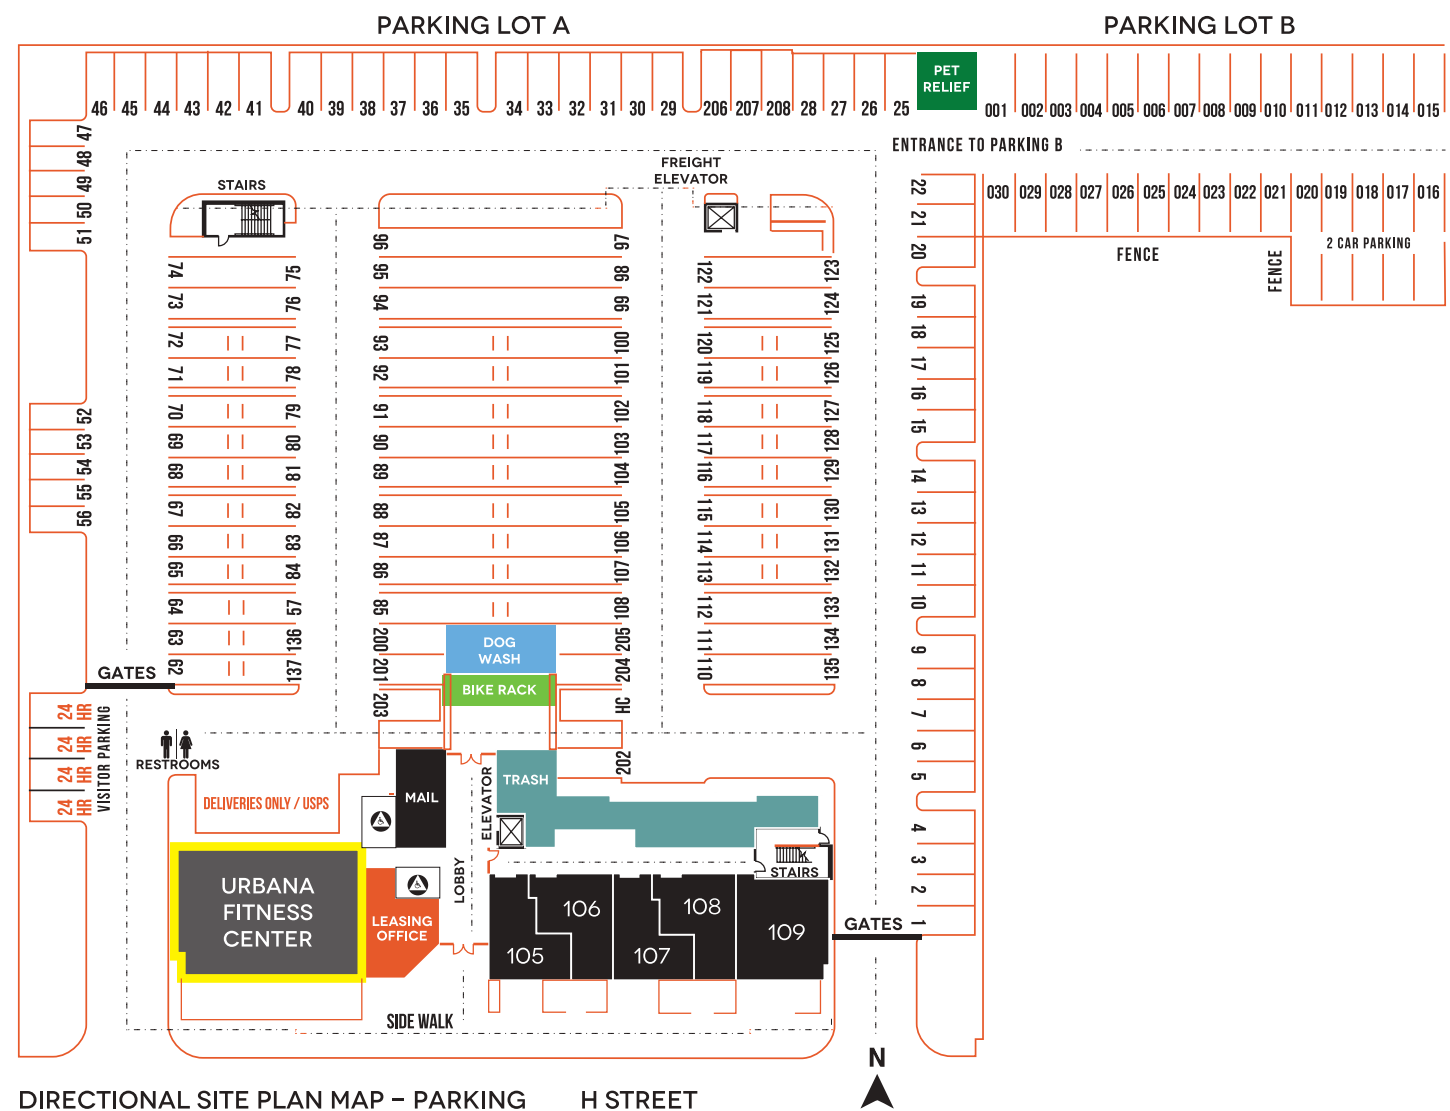 PARKING LOT A
PARKING LOT B
46 45 44 43 42 41 40 39 38 37 36 35 34 33 32 31 30 29 206 207 208 28 27 26 25
PET
RELIEF
001 002 003 004 005 006 007 008 009 010 011 012 013 014 015
ENTRANCE TO PARKING B
030 029 028 027 026 025 024 023 022 021 020 019 018 017 016
FENCE
FENCE
2 CAR PARKING
47
48
49
50
51
52
53
54
55
56
STAIRS
FREIGHT
ELEVATOR
74
73
72
71
70
69
68
67
66
65
64
63
62
75
76
77
78
79
80
81
82
83
84
57
136
137
96
95
94
93
92
91
90
89
88
87
86
85
200
201
203
97
98
99
100
101
102
103
104
105
106
107
108
205
204
HC
202
122
121
120
119
118
117
116
115
114
113
112
111
110
123
124
125
126
127
128
129
130
131
132
133
134
135
22
21
20
19
18
17
16
15
14
13
12
11
10
9
8
7
6
5
4
3
2
1
DOG
WASH
BIKE RACK
GATES
24 HR
24 HR
24 HR
24 HR
VISITOR PARKING
RESTROOMS
DELIVERIES ONLY / USPS
MAIL
ELEVATOR
TRASH
LOBBY
STAIRS
URBANA
FITNESS
CENTER
LEASING
OFFICE
105
106
107
108
109
GATES
SIDE WALK
N
DIRECTIONAL SITE PLAN MAP – PARKING
H STREET